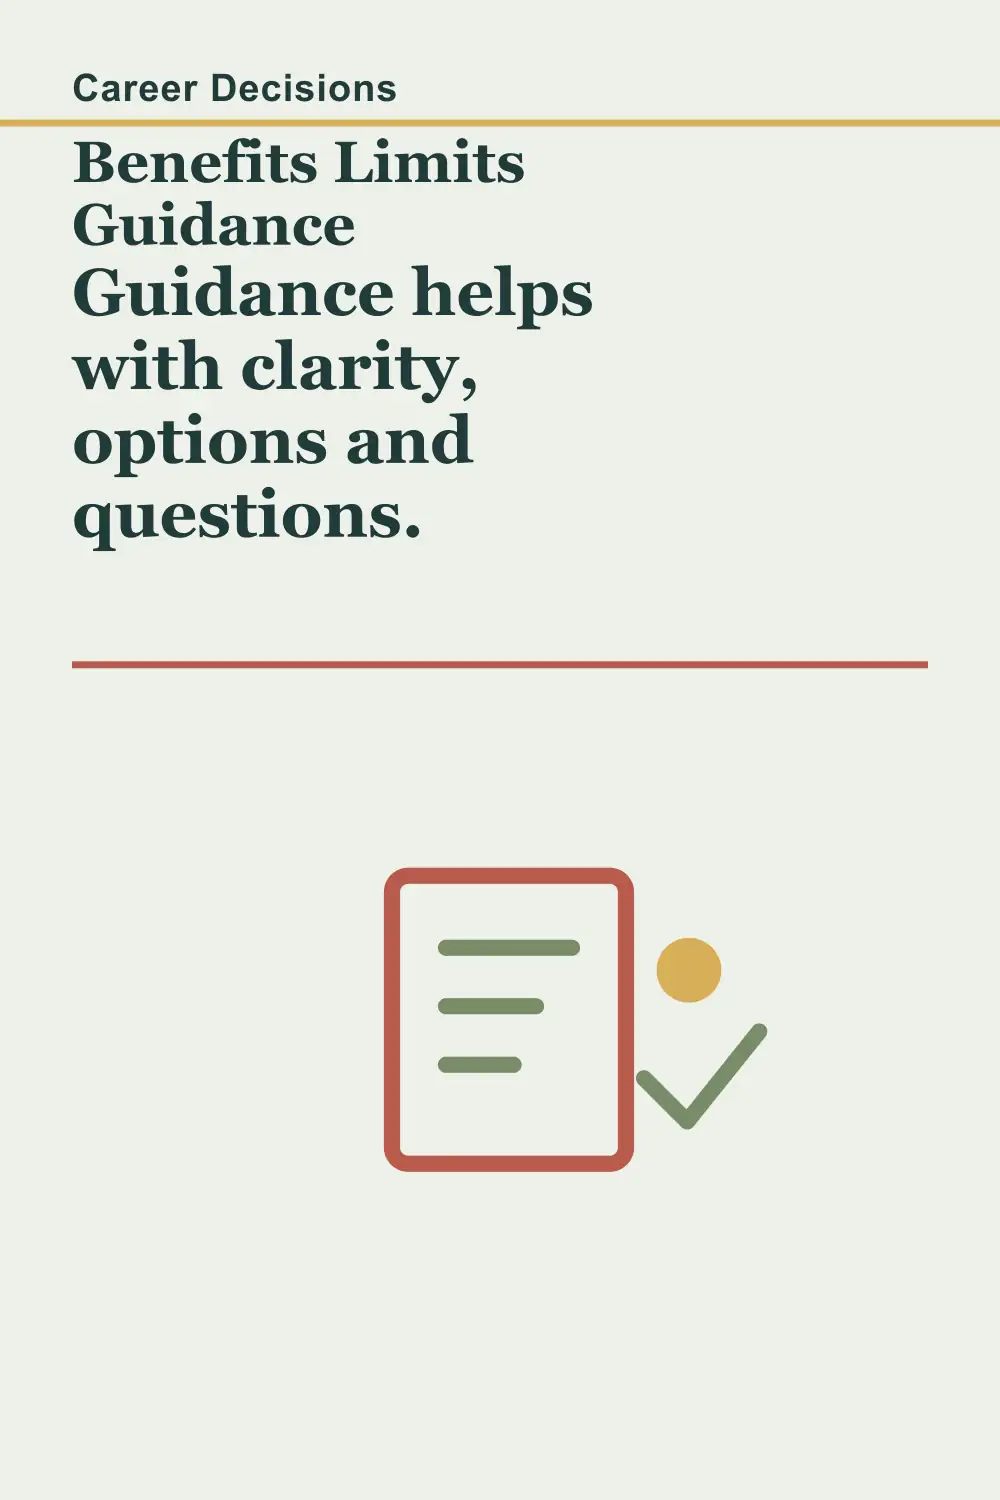 Career Decisions
Benefits Limits
Guidance
Guidance helps
with clarity,
options and
questions.